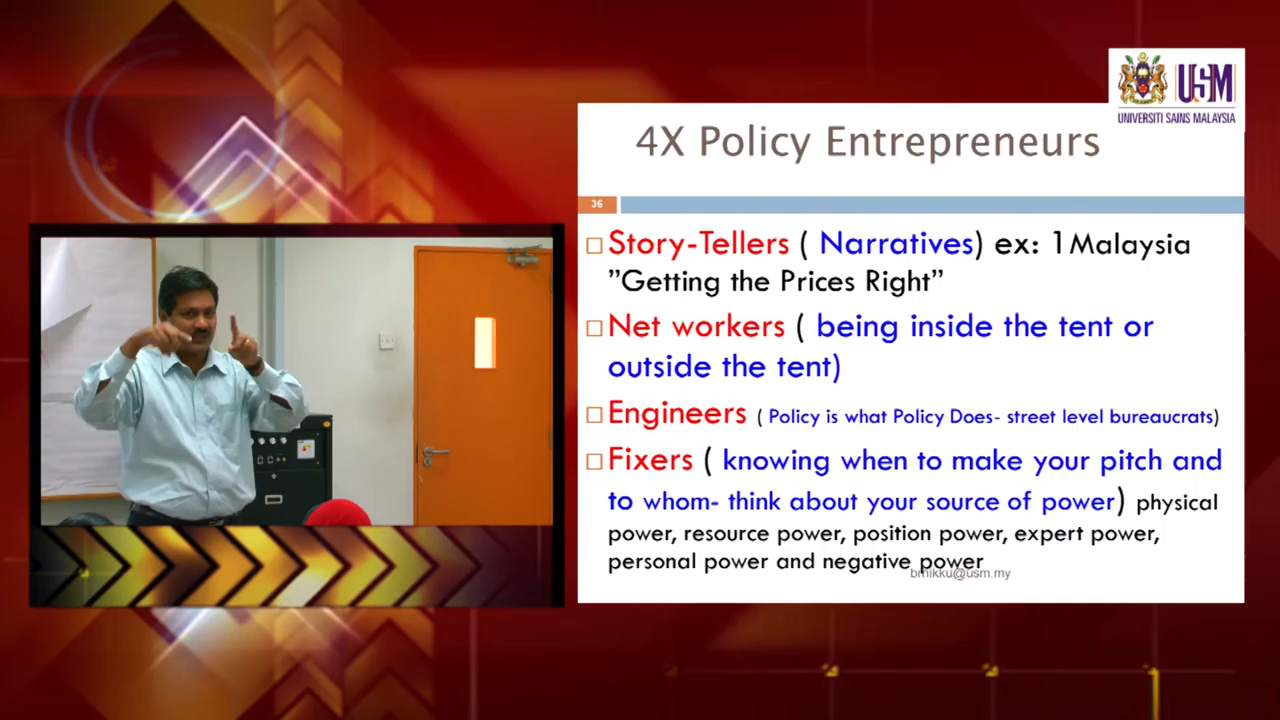 USM
UNIVERSITI SAINS MALAYSIA
4X Policy Entrepreneurs
36
Story-Tellers ( Narratives) ex: 1Malaysia
”Getting the Prices Right”
Net workers ( being inside the tent or
outside the tent)
Engineers ( Policy is what Policy Does- street level bureaucrats)
Fixers ( knowing when to make your pitch and
to whom- think about your source of power) physical
power, resource power, position power, expert power,
personal power and negative power
brnikku@usm.my